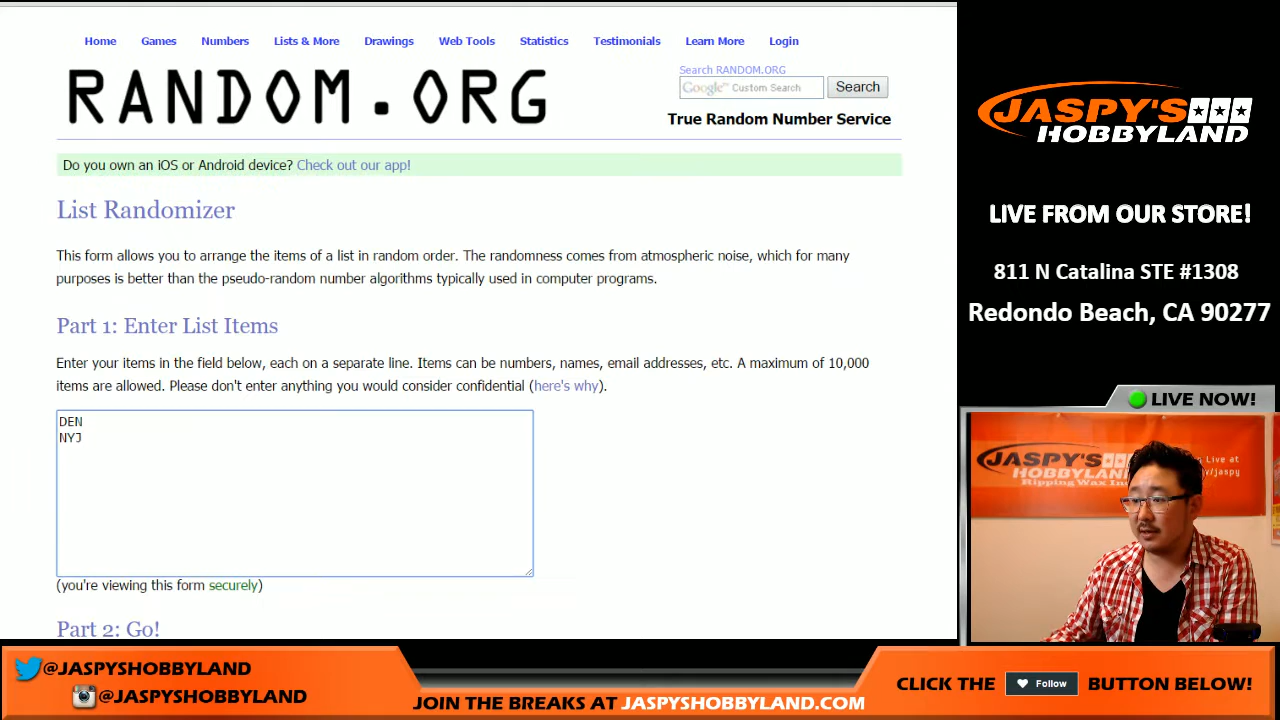 Home Games Numbers Lists & More Drawings Web Tools Statistics Testimonials Learn More Login
RANDOM.ORG
Search RANDOM.ORG
Google™ Custom Search Search
True Random Number Service
Do you own an iOS or Android device? Check out our app!
List Randomizer
This form allows you to arrange the items of a list in random order. The randomness comes from atmospheric noise, which for many
purposes is better than the pseudo-random number algorithms typically used in computer programs.
Part 1: Enter List Items
Enter your items in the field below, each on a separate line. Items can be numbers, names, email addresses, etc. A maximum of 10,000
items are allowed. Please don't enter anything you would consider confidential (here's why).
DEN
NYJ
(you're viewing this form securely)
Part 2: Go!
JASPY'S
HOBBYLAND
LIVE FROM OUR STORE!
811 N Catalina STE #1308
Redondo Beach, CA 90277
LIVE NOW!
JASPY'S
HOBBYLAN
Ripping Wax
Live at
/jaspy
@JASPYSHOBBYLAND
@JASPYSHOBBYLAND
JOIN THE BREAKS AT JASPYSHOBBYLAND.COM
CLICK THE Follow BUTTON BELOW!